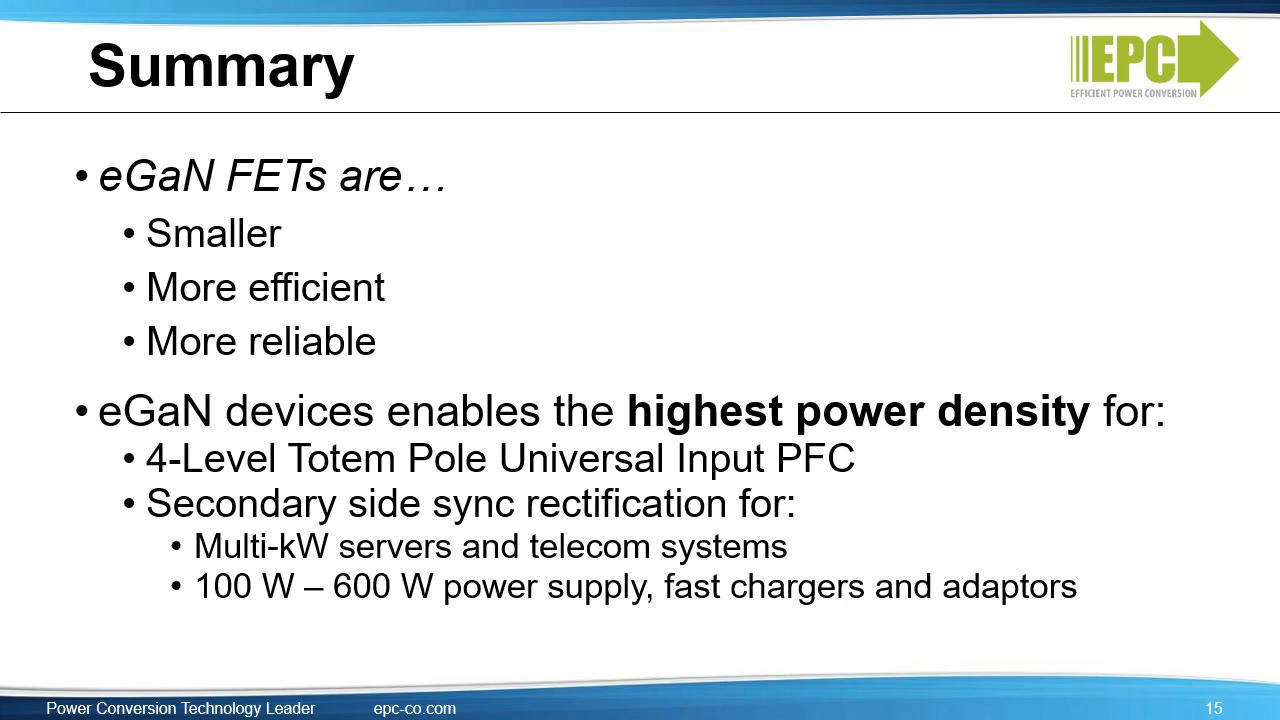 Summary
EPC
EFFICIENT POWER CONVERSION
• eGaN FETs are…
• Smaller
• More efficient
• More reliable
• eGaN devices enables the highest power density for:
• 4-Level Totem Pole Universal Input PFC
• Secondary side sync rectification for:
• Multi-kW servers and telecom systems
• 100 W – 600 W power supply, fast chargers and adaptors
Power Conversion Technology Leader epc-co.com 15